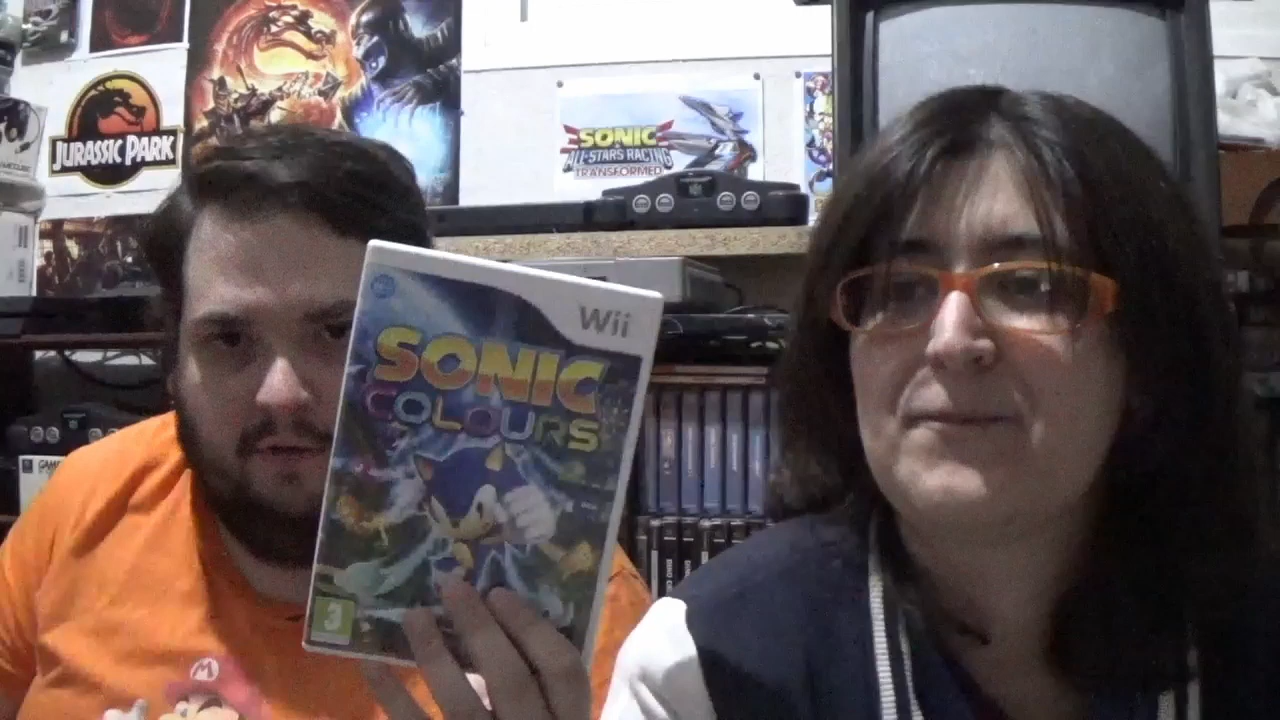 JURASSIC PARK
SONIC
ALL-STARS RACING
TRANSFORMED
Wii
SONIC
COLOURS
3
M